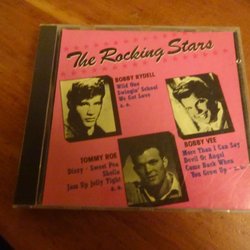 The Rocking Stars
BOBBY RYDELL
Wild One
Swingin' School
We Got Love
u. a.
BOBBY VEE
More Than I Can Say
Devil Or Angel
Come Back When
You Grow Up - u.a.
TOMMY ROE
Dizzy - Sweet Pea
Sheila
Jam Up Jelly Tight
u. a.